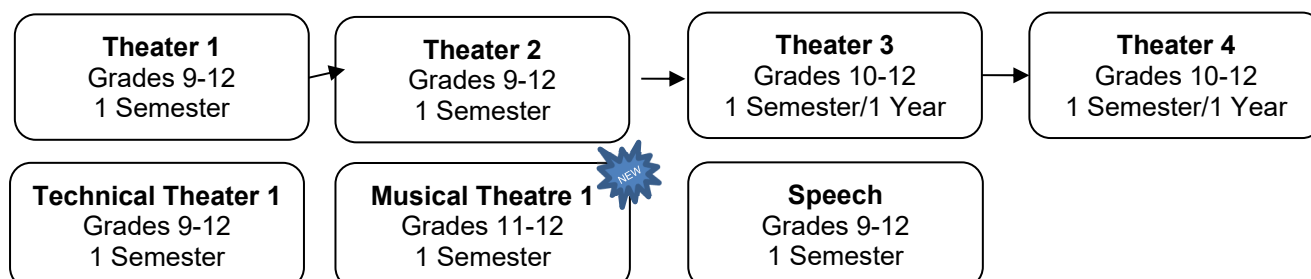 Theater 1
Grades 9-12
1 Semester
Theater 2
Grades 9-12
1 Semester
Theater 3
Grades 10-12
1 Semester/1 Year
Theater 4
Grades 10-12
1 Semester/1 Year
Technical Theater 1
Grades 9-12
1 Semester
Musical Theatre 1
Grades 11-12
1 Semester
NEW
Speech
Grades 9-12
1 Semester